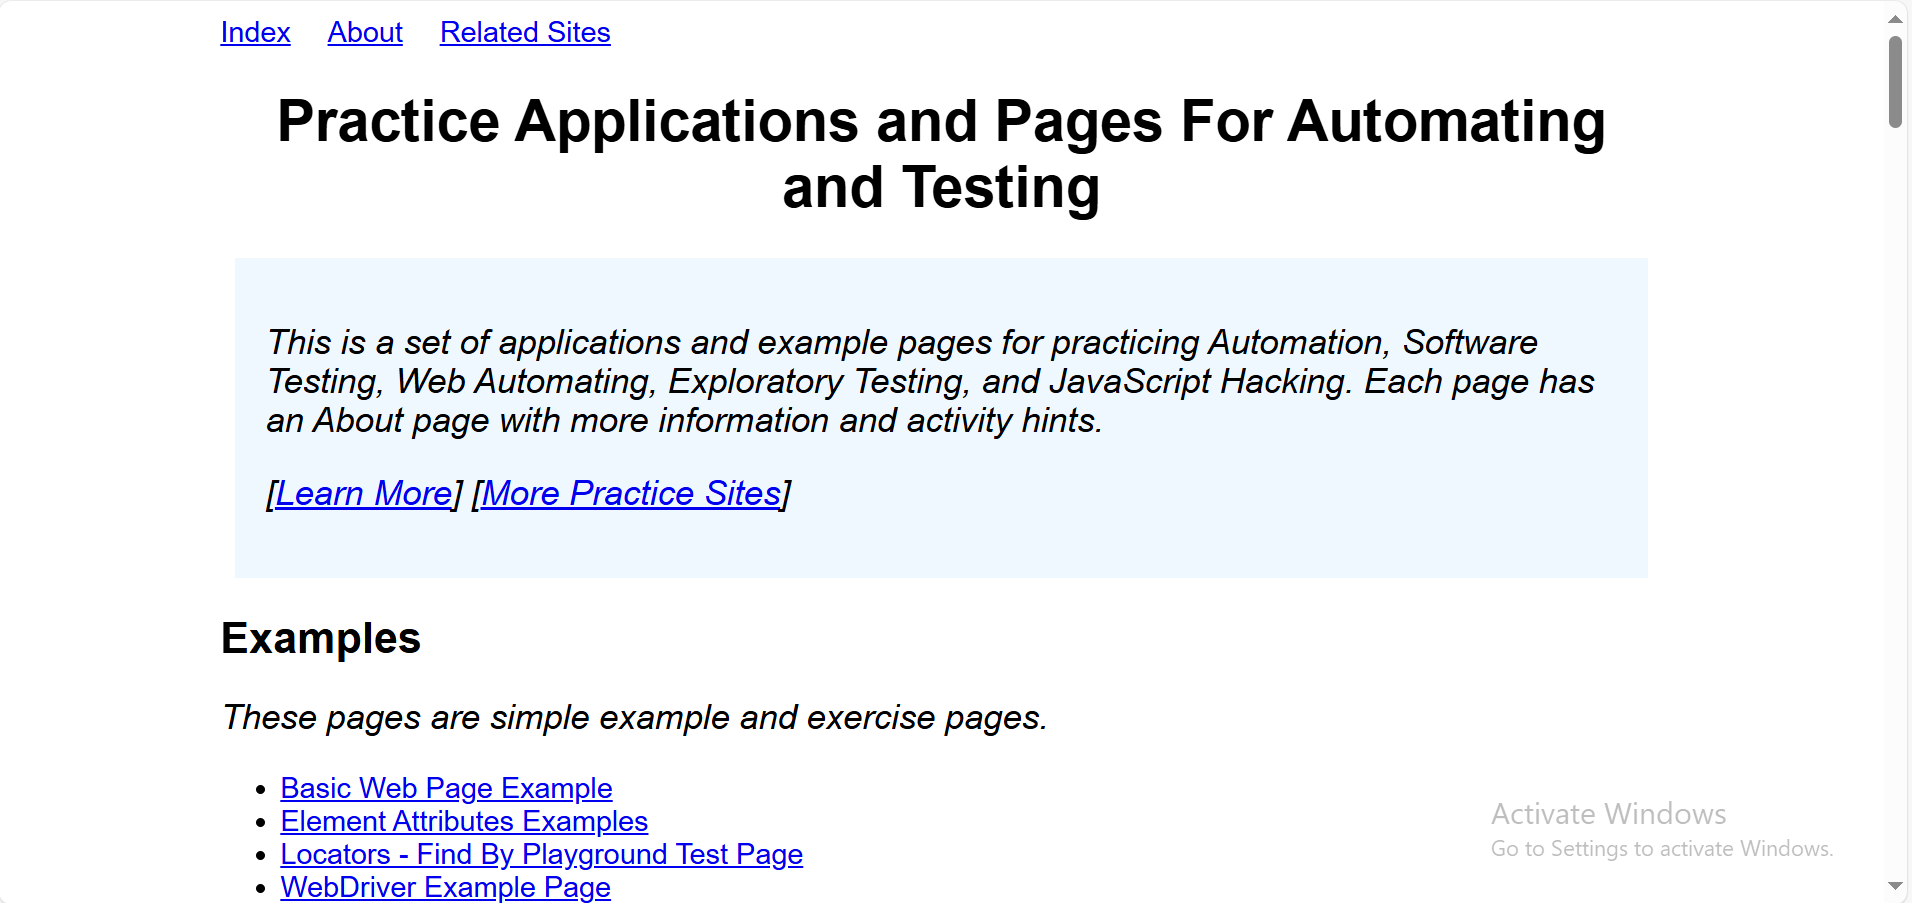 Index About Related Sites
Practice Applications and Pages For Automating
and Testing
This is a set of applications and example pages for practicing Automation, Software
Testing, Web Automating, Exploratory Testing, and JavaScript Hacking. Each page has
an About page with more information and activity hints.
[Learn More] [More Practice Sites]
Examples
These pages are simple example and exercise pages.
Basic Web Page Example
Element Attributes Examples
Locators - Find By Playground Test Page
WebDriver Example Page
Activate Windows
Go to Settings to activate Windows.